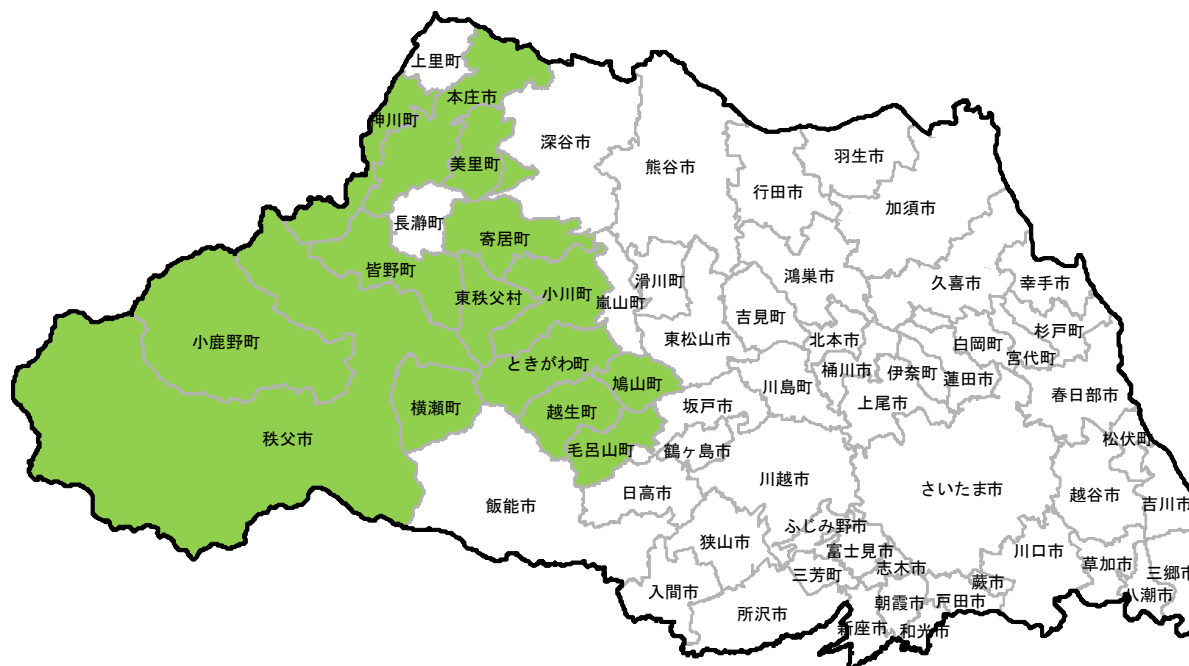 上里町
本庄市
神川町
深谷市
美里町
熊谷市
羽生市
行田市
加須市
長瀞町
寄居町
皆野町
東秩父村
小川町
嵐山町
滑川町
鴻巣市
久喜市
幸手市
小鹿野町
吉見町
東松山市
北本市
白岡町
杉戸町
宮代町
ときがわ町
鳩山町
川島町
桶川市
伊奈町
蓮田市
春日部市
横瀬町
越生町
坂戸市
上尾市
秩父市
毛呂山町
鶴ヶ島市
松伏町
飯能市
日高市
川越市
さいたま市
越谷市
吉川市
ふじみ野市
狭山市
富士見市
川口市
草加市
志木市
三芳町
三郷市
蕨市
入間市
八潮市
所沢市
朝霞市
戸田市
新座市
和光市